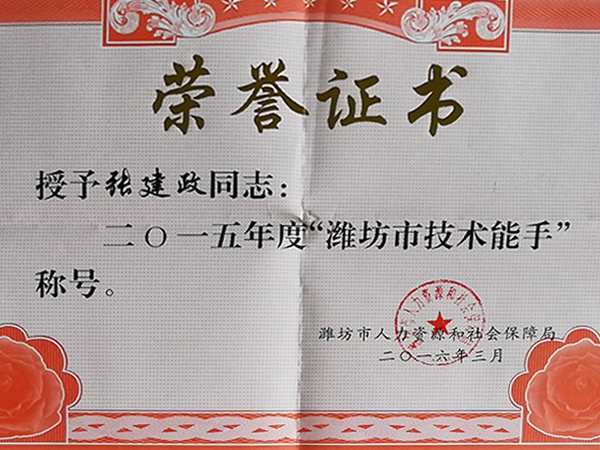 荣誉证书
授予张建政同志：
二〇一五年度“潍坊市技术能手”
称号。
潍坊市人力资源和社会保障局
二〇一六年三月